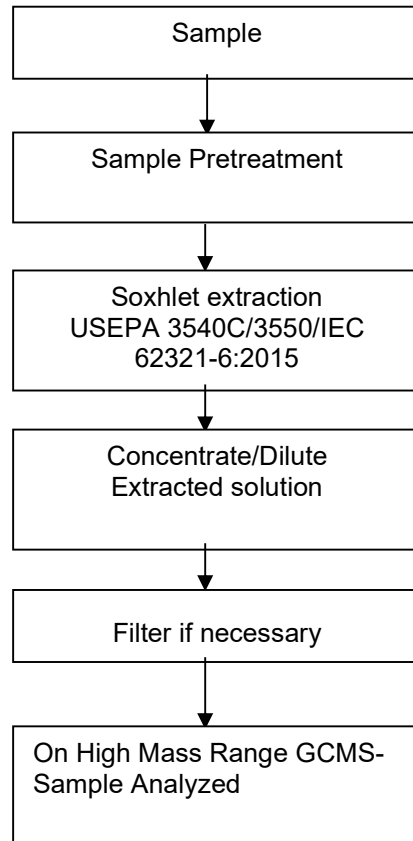 Sample
Sample Pretreatment
Soxhlet extraction
USEPA 3540C/3550/IEC
62321-6:2015
Concentrate/Dilute
Extracted solution
Filter if necessary
On High Mass Range GCMS-
Sample Analyzed